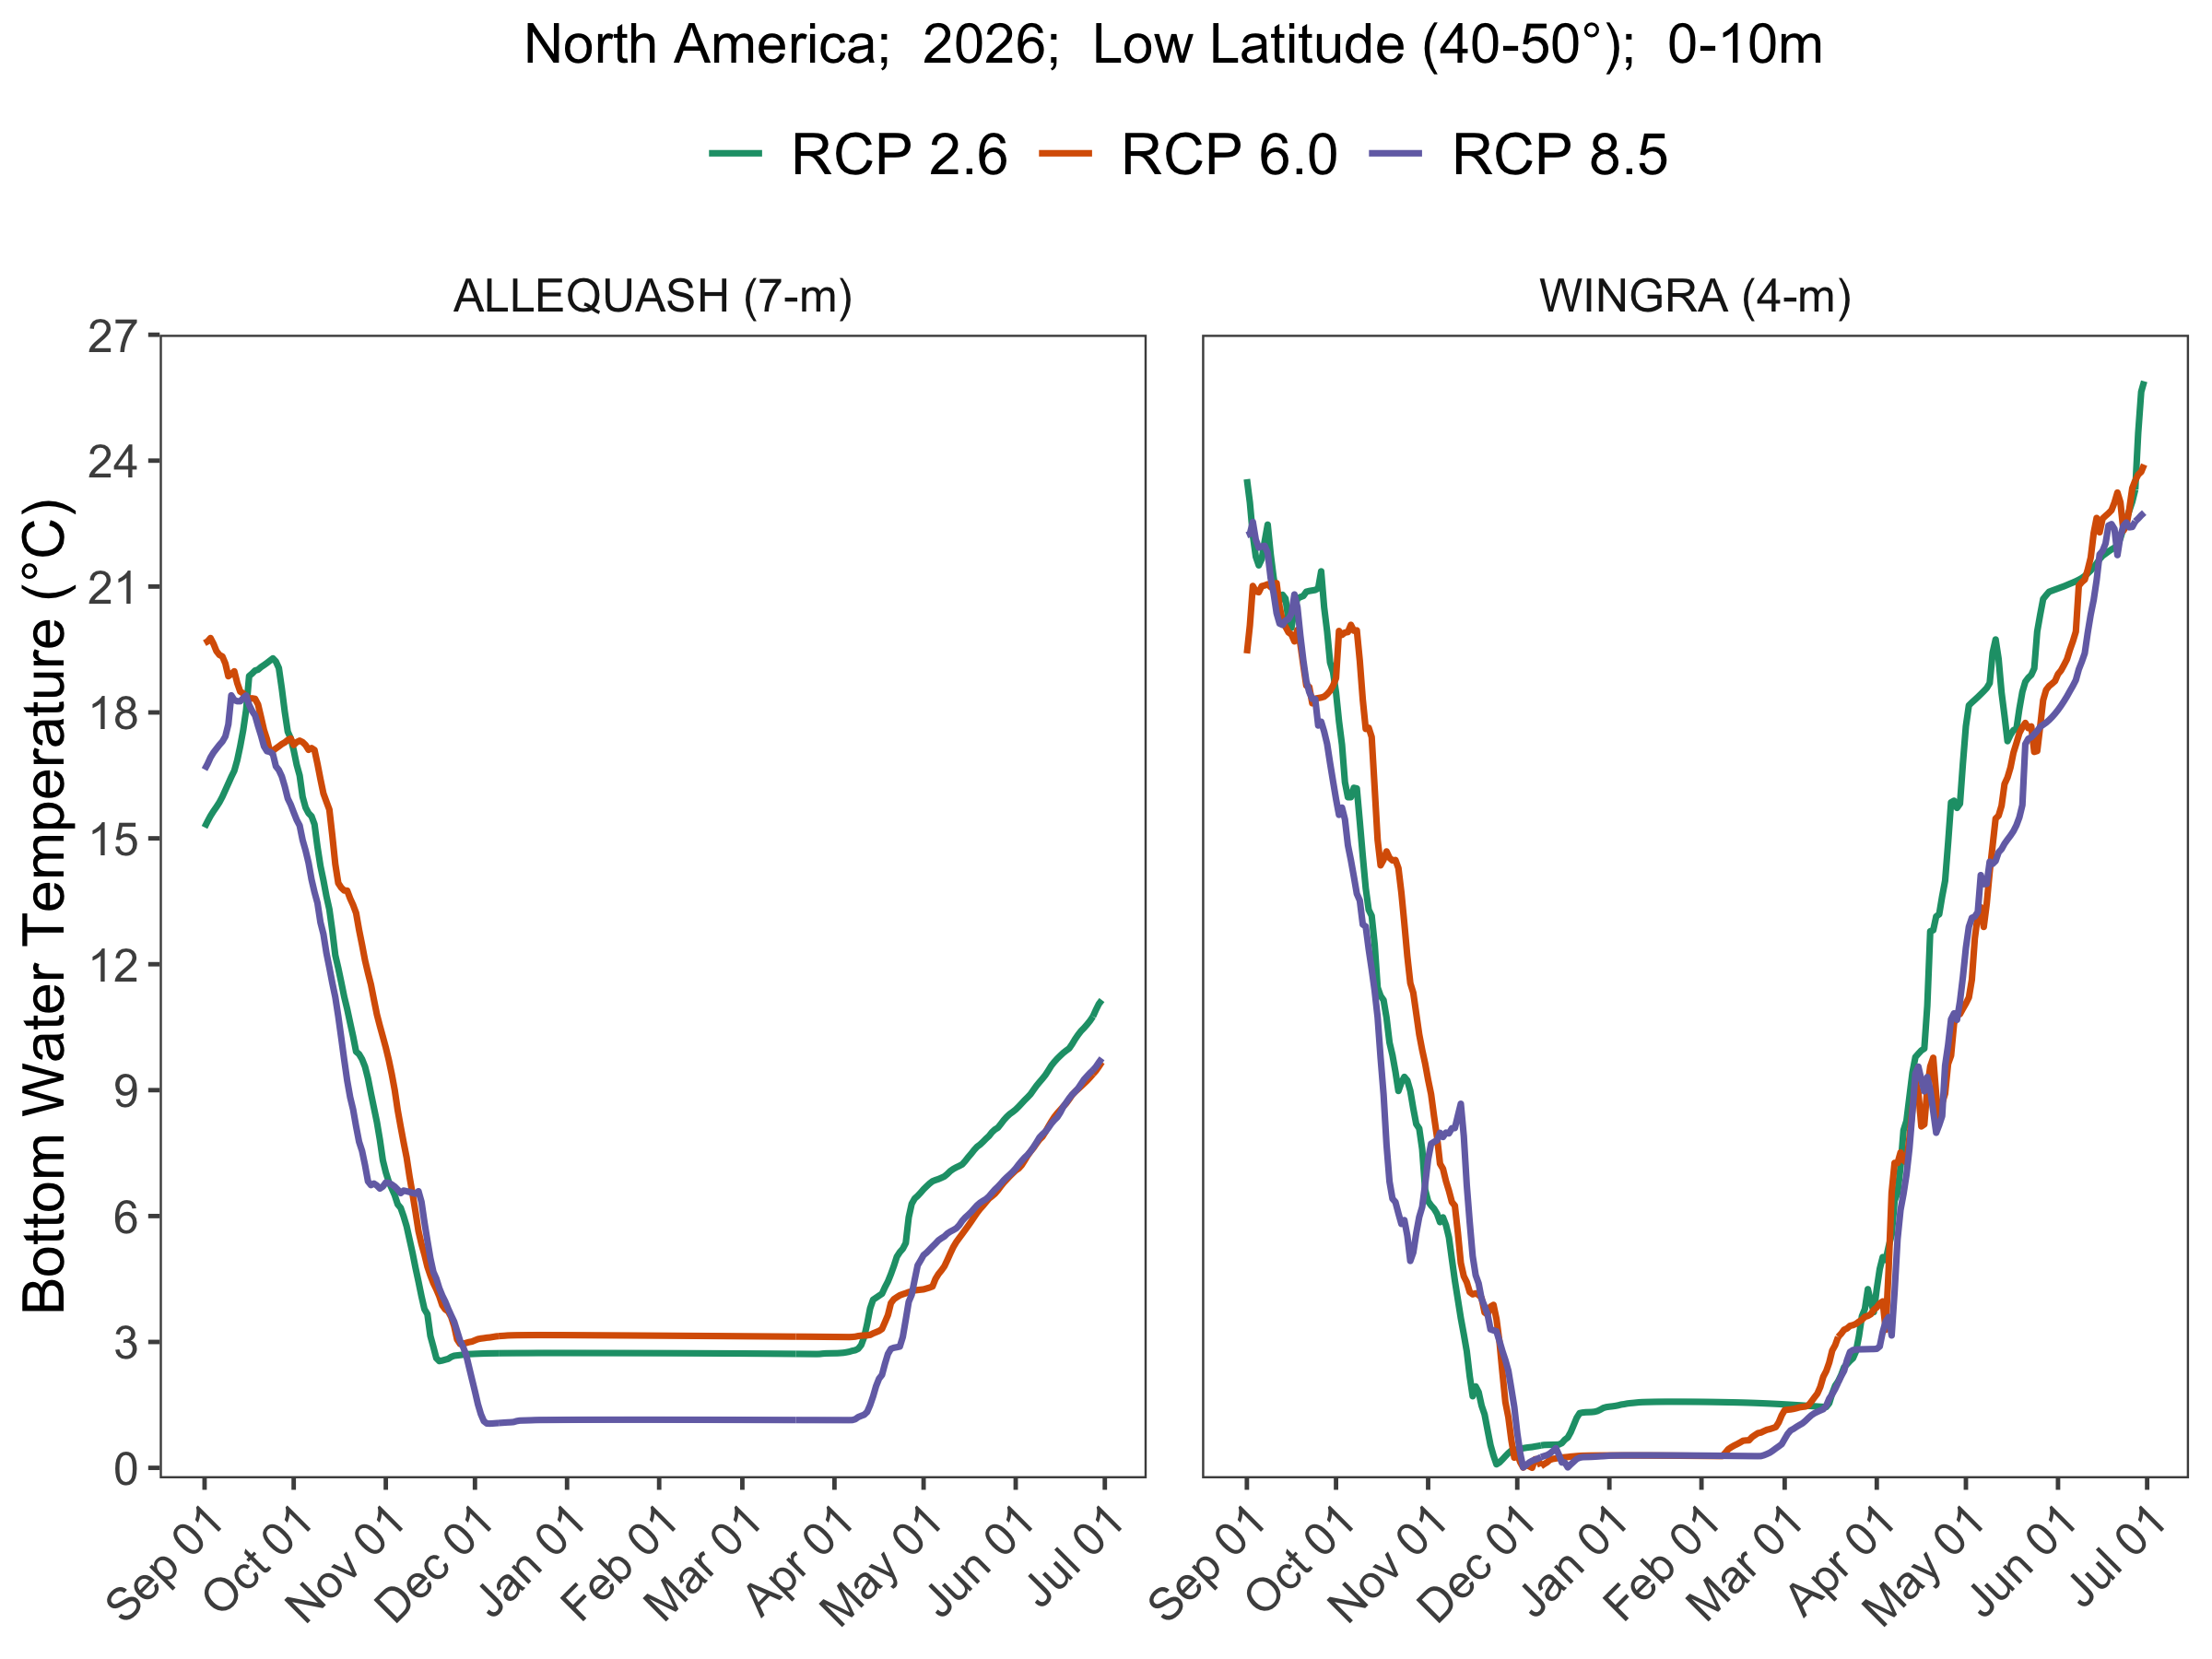 North America; 2026; Low Latitude (40-50°); 0-10m
RCP 2.6 RCP 6.0 RCP 8.5
ALLEQUASH (7-m) WINGRA (4-m)
Bottom Water Temperature (°C)
27
24
21
18
15
12
9
6
3
0
Sep 01 Oct 01 Nov 01 Dec 01 Jan 01 Feb 01 Mar 01 Apr 01 May 01 Jun 01 Jul 01 Sep 01 Oct 01 Nov 01 Dec 01 Jan 01 Feb 01 Mar 01 Apr 01 May 01 Jun 01 Jul 01